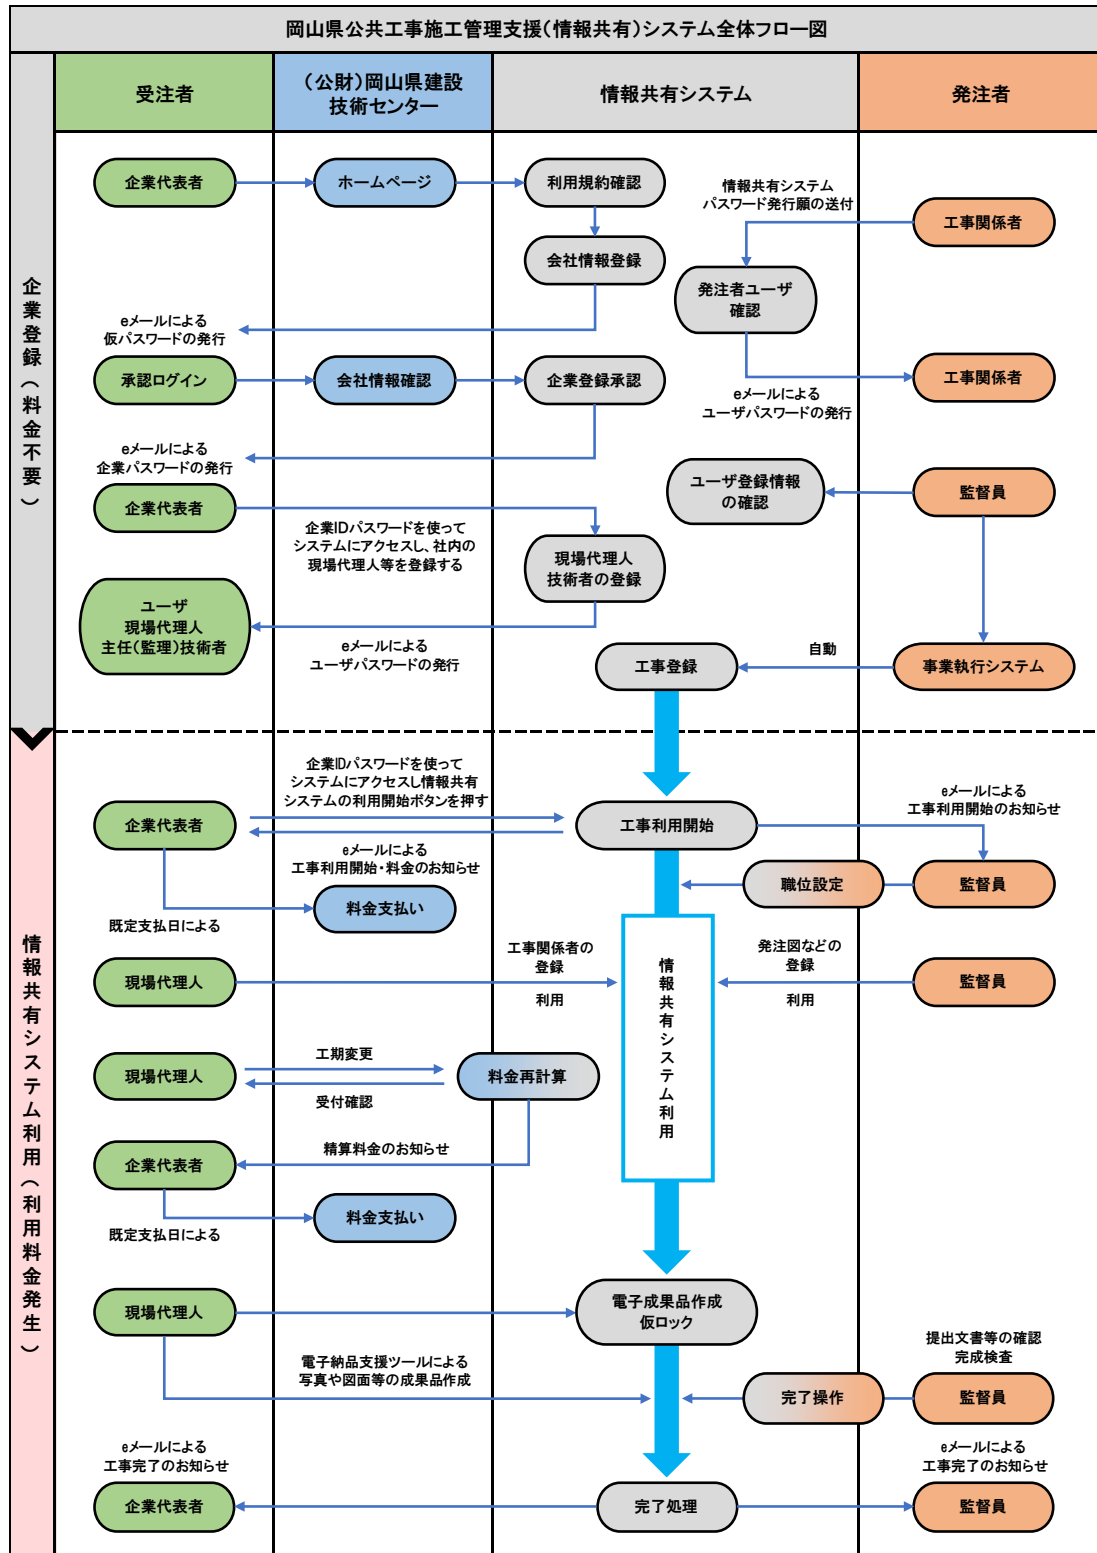 岡山県公共工事施工管理支援(情報共有)システム全体フロー図
受注者
(公財)岡山県建設
技術センター
情報共有システム
発注者
企業登録(料金不要)
企業代表者
ホームページ
利用規約確認
情報共有システム
パスワード発行願の送付
工事関係者
会社情報登録
発注者ユーザ
確認
eメールによる
仮パスワードの発行
承認ログイン
会社情報確認
企業登録承認
工事関係者
eメールによる
ユーザパスワードの発行
eメールによる
企業パスワードの発行
企業代表者
ユーザ登録情報
の確認
監督員
企業IDパスワードを使って
システムにアクセスし、社内の
現場代理人等を登録する
現場代理人
技術者の登録
ユーザ
現場代理人
主任(監理)技術者
eメールによる
ユーザパスワードの発行
工事登録
自動
事業執行システム
情報共有システム利用(利用料金発生)
企業IDパスワードを使って
システムにアクセスし情報共有
システムの利用開始ボタンを押す
企業代表者
工事利用開始
eメールによる
工事利用開始のお知らせ
eメールによる
工事利用開始・料金のお知らせ
職位設定
監督員
料金支払い
既定支払日による
現場代理人
工事関係者の
登録
利用
情報共有システム利用
発注図などの
登録
利用
監督員
現場代理人
工期変更
受付確認
料金再計算
精算料金のお知らせ
企業代表者
料金支払い
既定支払日による
現場代理人
電子成果品作成
仮ロック
電子納品支援ツールによる
写真や図面等の成果品作成
提出文書等の確認
完成検査
完了操作
監督員
eメールによる
工事完了のお知らせ
企業代表者
完了処理
eメールによる
工事完了のお知らせ
監督員